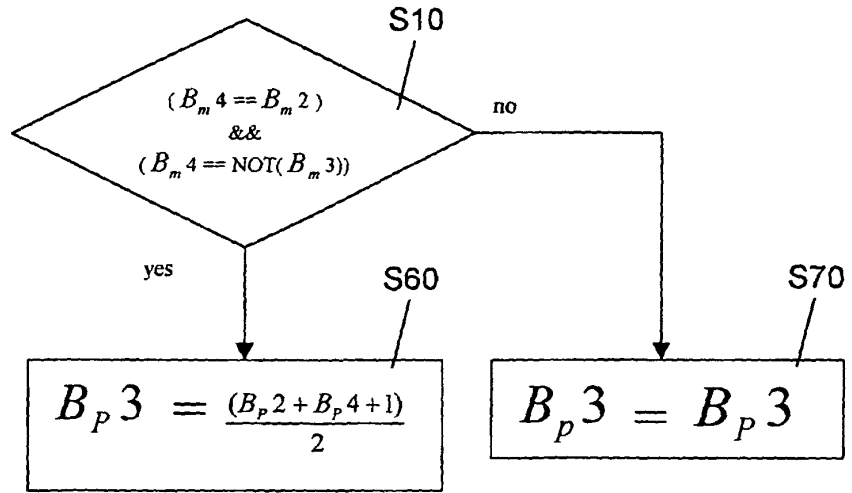 S10
( B_m 4 == B_m 2 )
&&
( B_m 4 == NOT( B_m 3))
no
yes
S60
S70
B_P 3 = (B_P 2 + B_P 4 + 1) / 2
B_p 3 = B_P 3